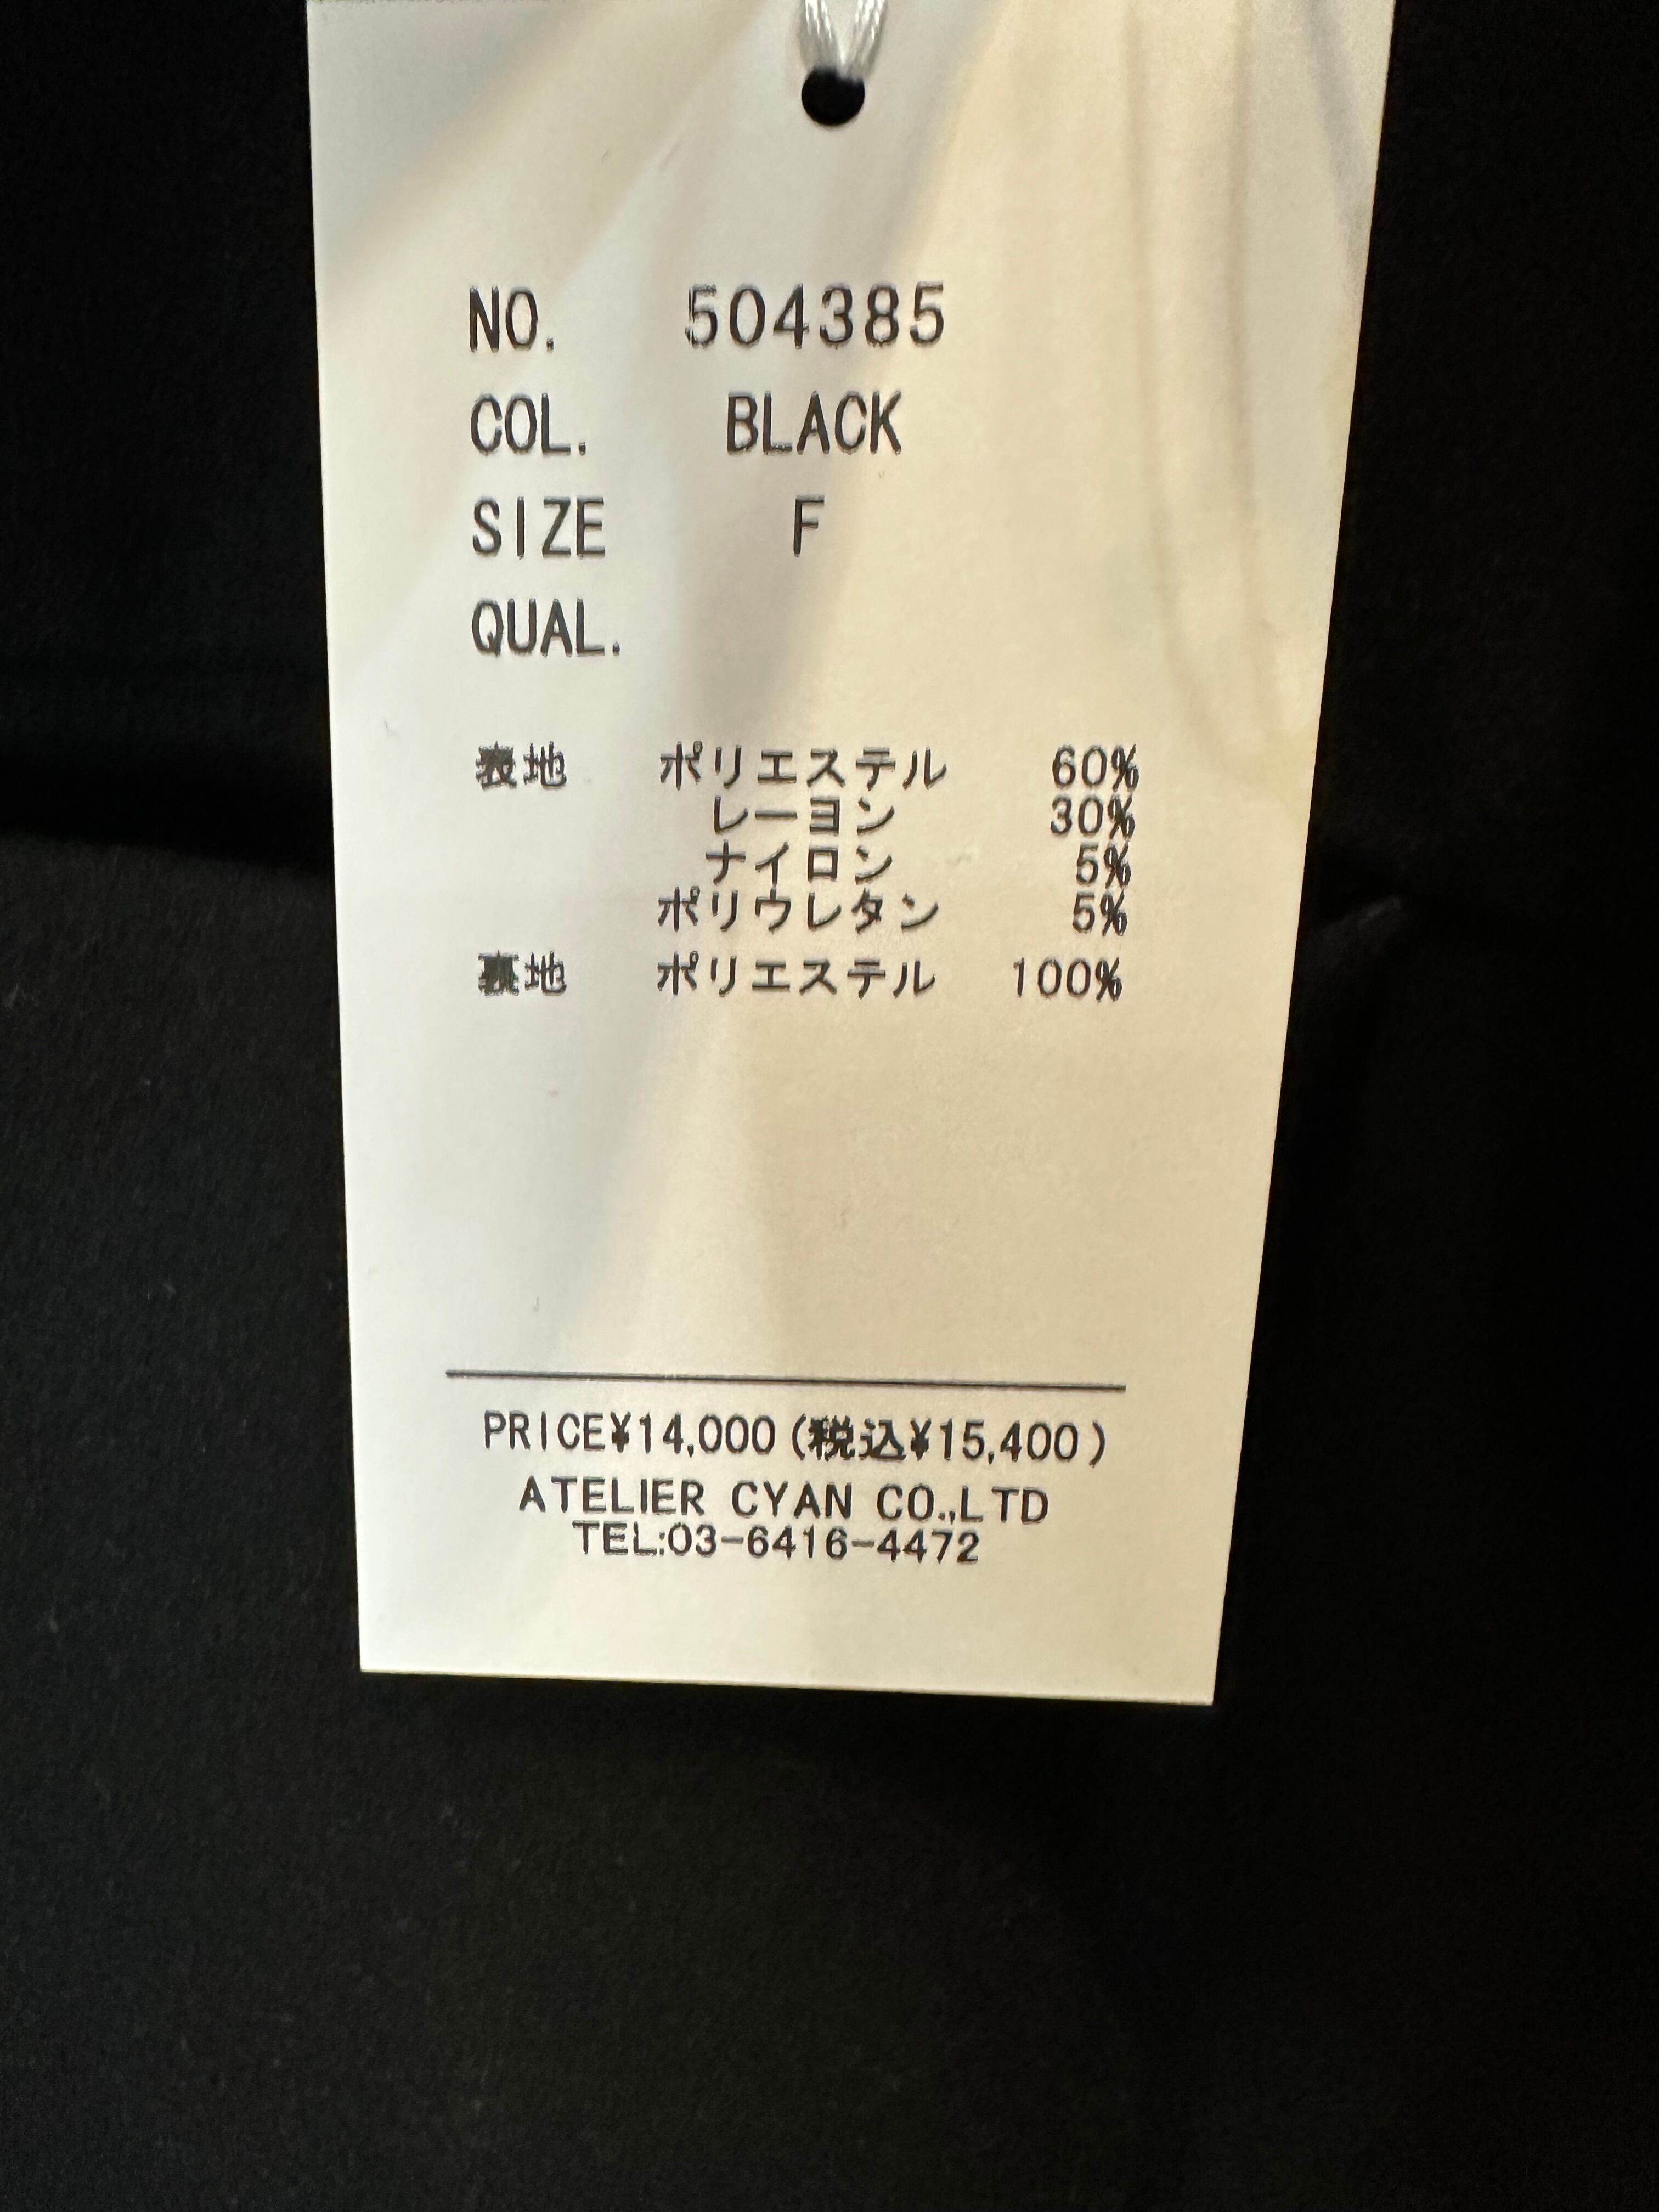 NO. 504385
COL. BLACK
SIZE F
QUAL.
表地 ポリエステル 60%
レーヨン 30%
ナイロン 5%
ポリウレタン 5%
裏地 ポリエステル 100%
PRICE¥14,000(税込¥15,400)
ATELIER CYAN CO.,LTD
TEL:03-6416-4472